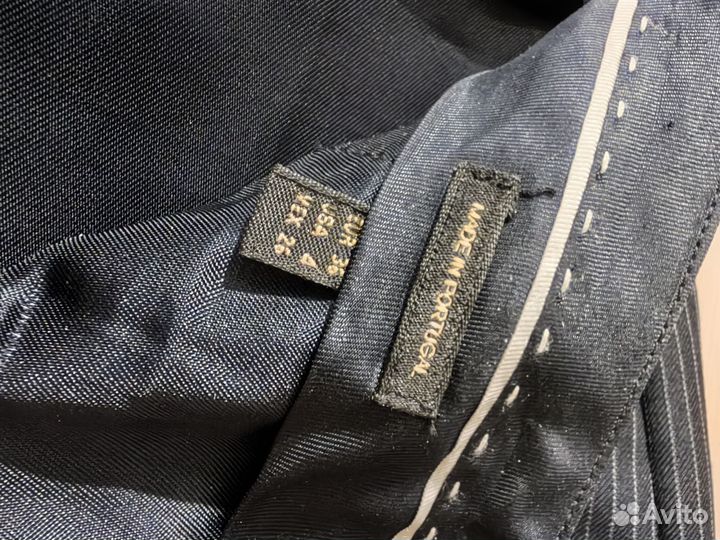 EUR 36
USA 4
MEX 26
MADE IN PORTUGAL
Avito